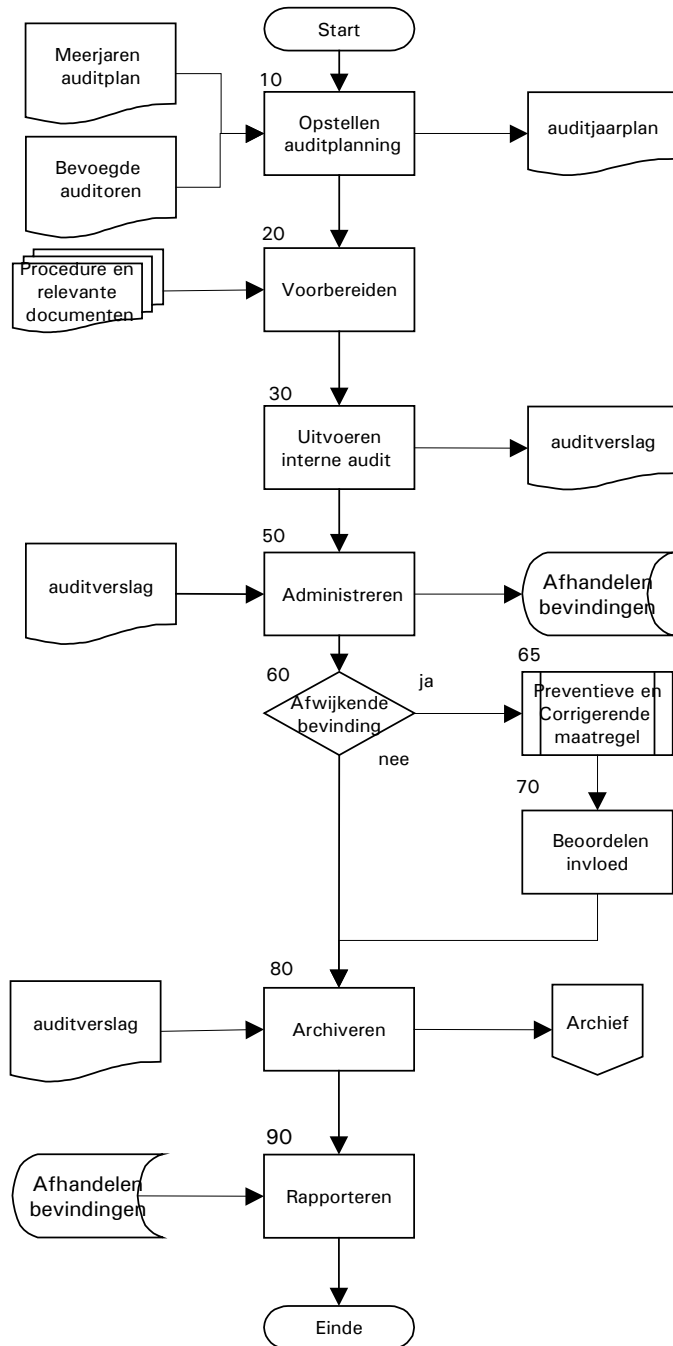 Start
Meerjaren
auditplan
10
Opstellen
auditplanning
auditjaarplan
Bevoegde
auditoren
20
Procedure en
relevante
documenten
Voorbereiden
30
Uitvoeren
interne audit
auditverslag
50
auditverslag
Administreren
Afhandelen
bevindingen
60
Afwijkende
bevinding
ja
nee
65
Preventieve en
Corrigerende
maatregel
70
Beoordelen
invloed
80
auditverslag
Archiveren
Archief
90
Afhandelen
bevindingen
Rapporteren
Einde